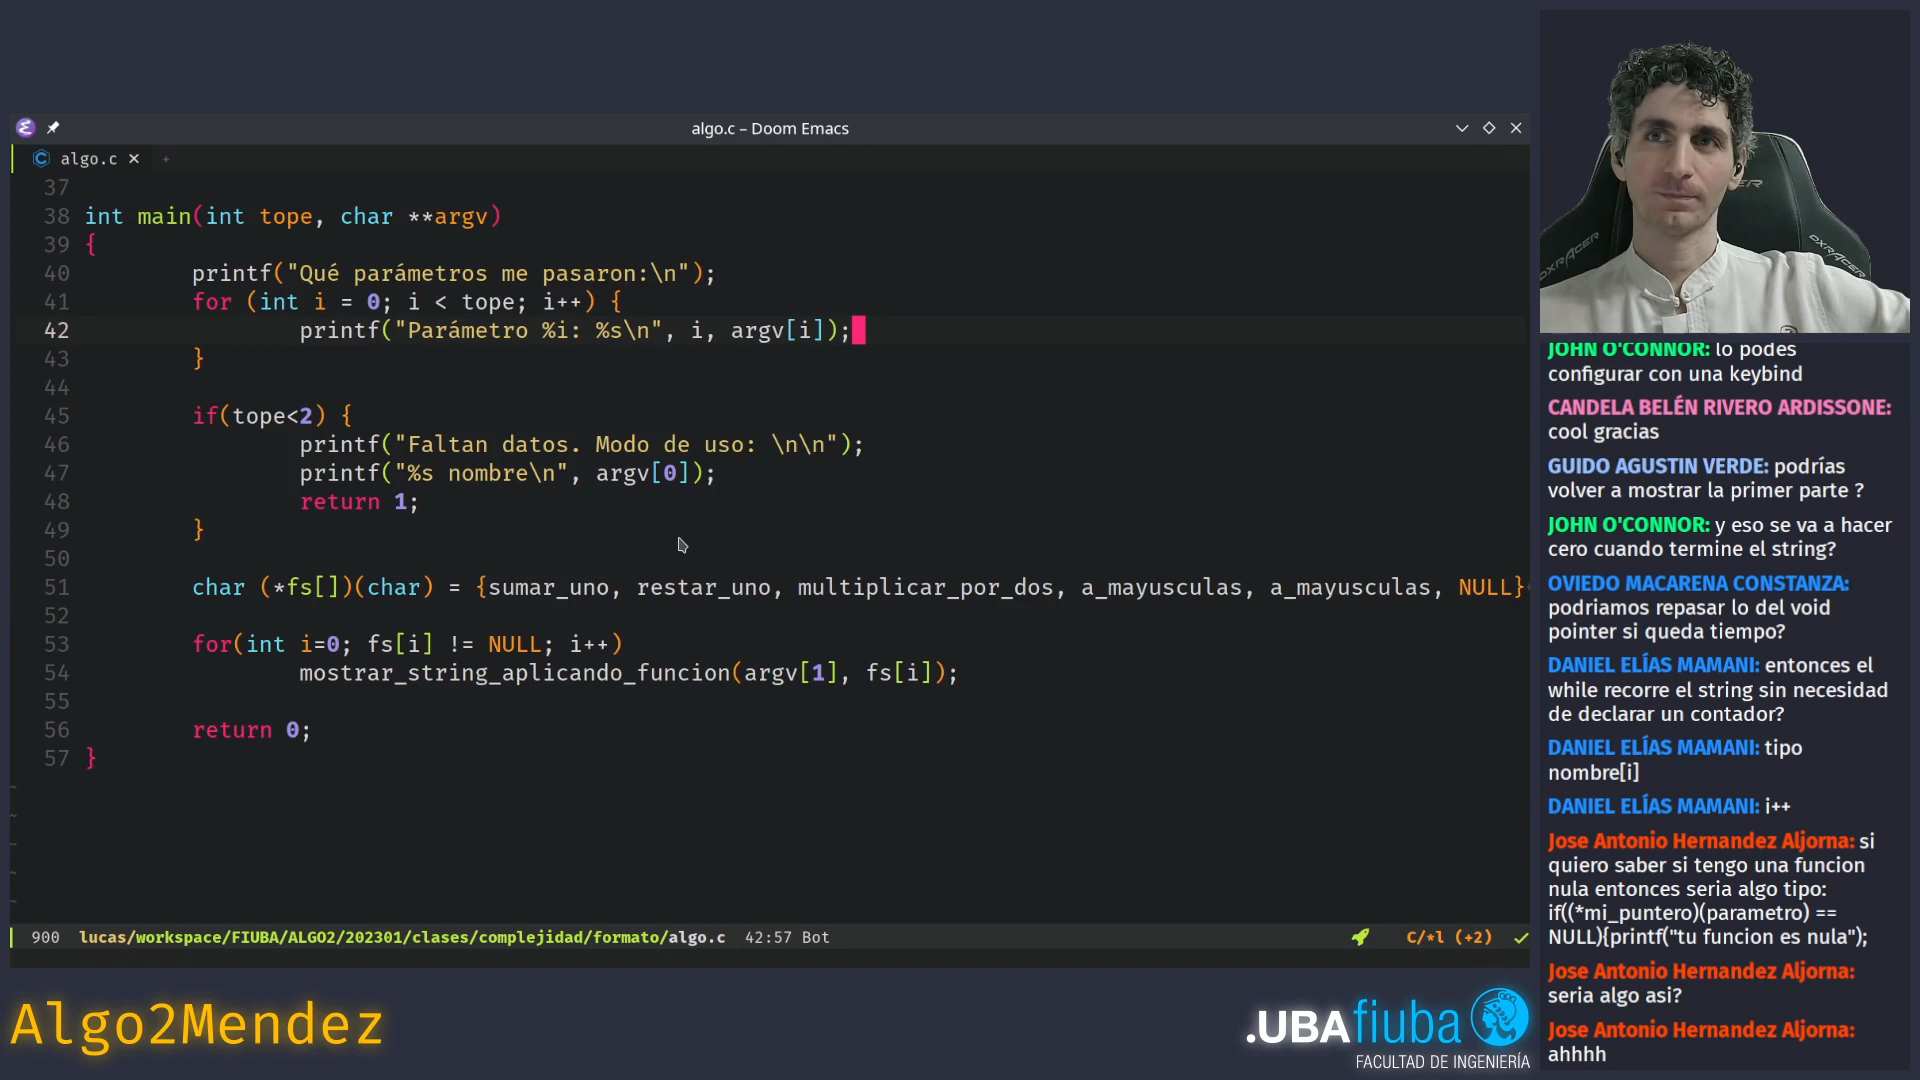 algo.c – Doom Emacs
algo.c
37
38 int main(int tope, char **argv)
39 {
40 printf("Qué parámetros me pasaron:\n");
41 for (int i = 0; i < tope; i++) {
42 printf("Parámetro %i: %s\n", i, argv[i]);
43 }
44
45 if(tope<2) {
46 printf("Faltan datos. Modo de uso: \n\n");
47 printf("%s nombre\n", argv[0]);
48 return 1;
49 }
50
51 char (*fs[])(char) = {sumar_uno, restar_uno, multiplicar_por_dos, a_mayusculas, a_mayusculas, NULL}
52
53 for(int i=0; fs[i] != NULL; i++)
54 mostrar_string_aplicando_funcion(argv[1], fs[i]);
55
56 return 0;
57 }
~
~
~
~
~
900 lucas/workspace/FIUBA/ALGO2/202301/clases/complejidad/formato/algo.c 42:57 Bot C/*l (+2)
Algo2Mendez
.UBAfiuba
FACULTAD DE INGENIERÍA
DXRACER
DXRACER
JOHN O'CONNOR: lo podes
configurar con una keybind
CANDELA BELÉN RIVERO ARDISSONE:
cool gracias
GUIDO AGUSTIN VERDE: podrías
volver a mostrar la primer parte ?
JOHN O'CONNOR: y eso se va a hacer
cero cuando termine el string?
OVIEDO MACARENA CONSTANZA:
podriamos repasar lo del void
pointer si queda tiempo?
DANIEL ELÍAS MAMANI: entonces el
while recorre el string sin necesidad
de declarar un contador?
DANIEL ELÍAS MAMANI: tipo
nombre[i]
DANIEL ELÍAS MAMANI: i++
Jose Antonio Hernandez Aljorna: si
quiero saber si tengo una funcion
nula entonces seria algo tipo:
if((*mi_puntero)(parametro) ==
NULL){printf("tu funcion es nula");
Jose Antonio Hernandez Aljorna:
seria algo asi?
Jose Antonio Hernandez Aljorna:
ahhhh